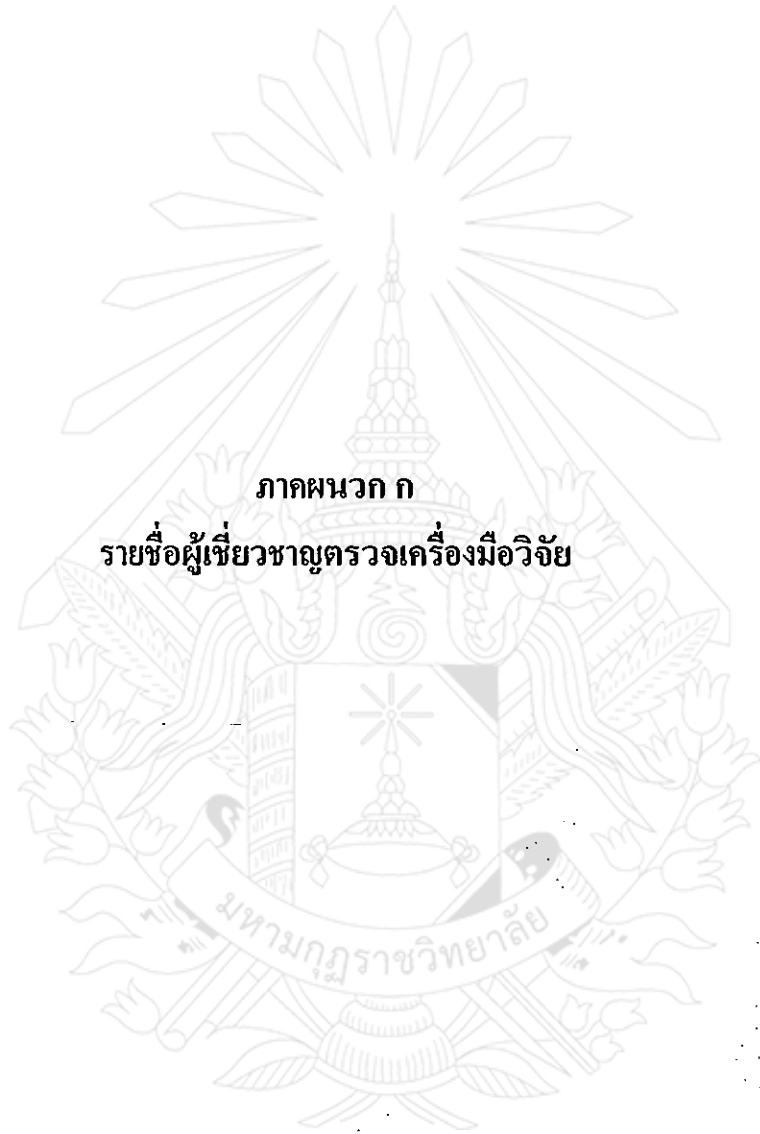 ภาคผนวก ก
รายชื่อผู้เชี่ยวชาญตรวจเครื่องมือวิจัย
มหามกุฏราชวิทยาลัย